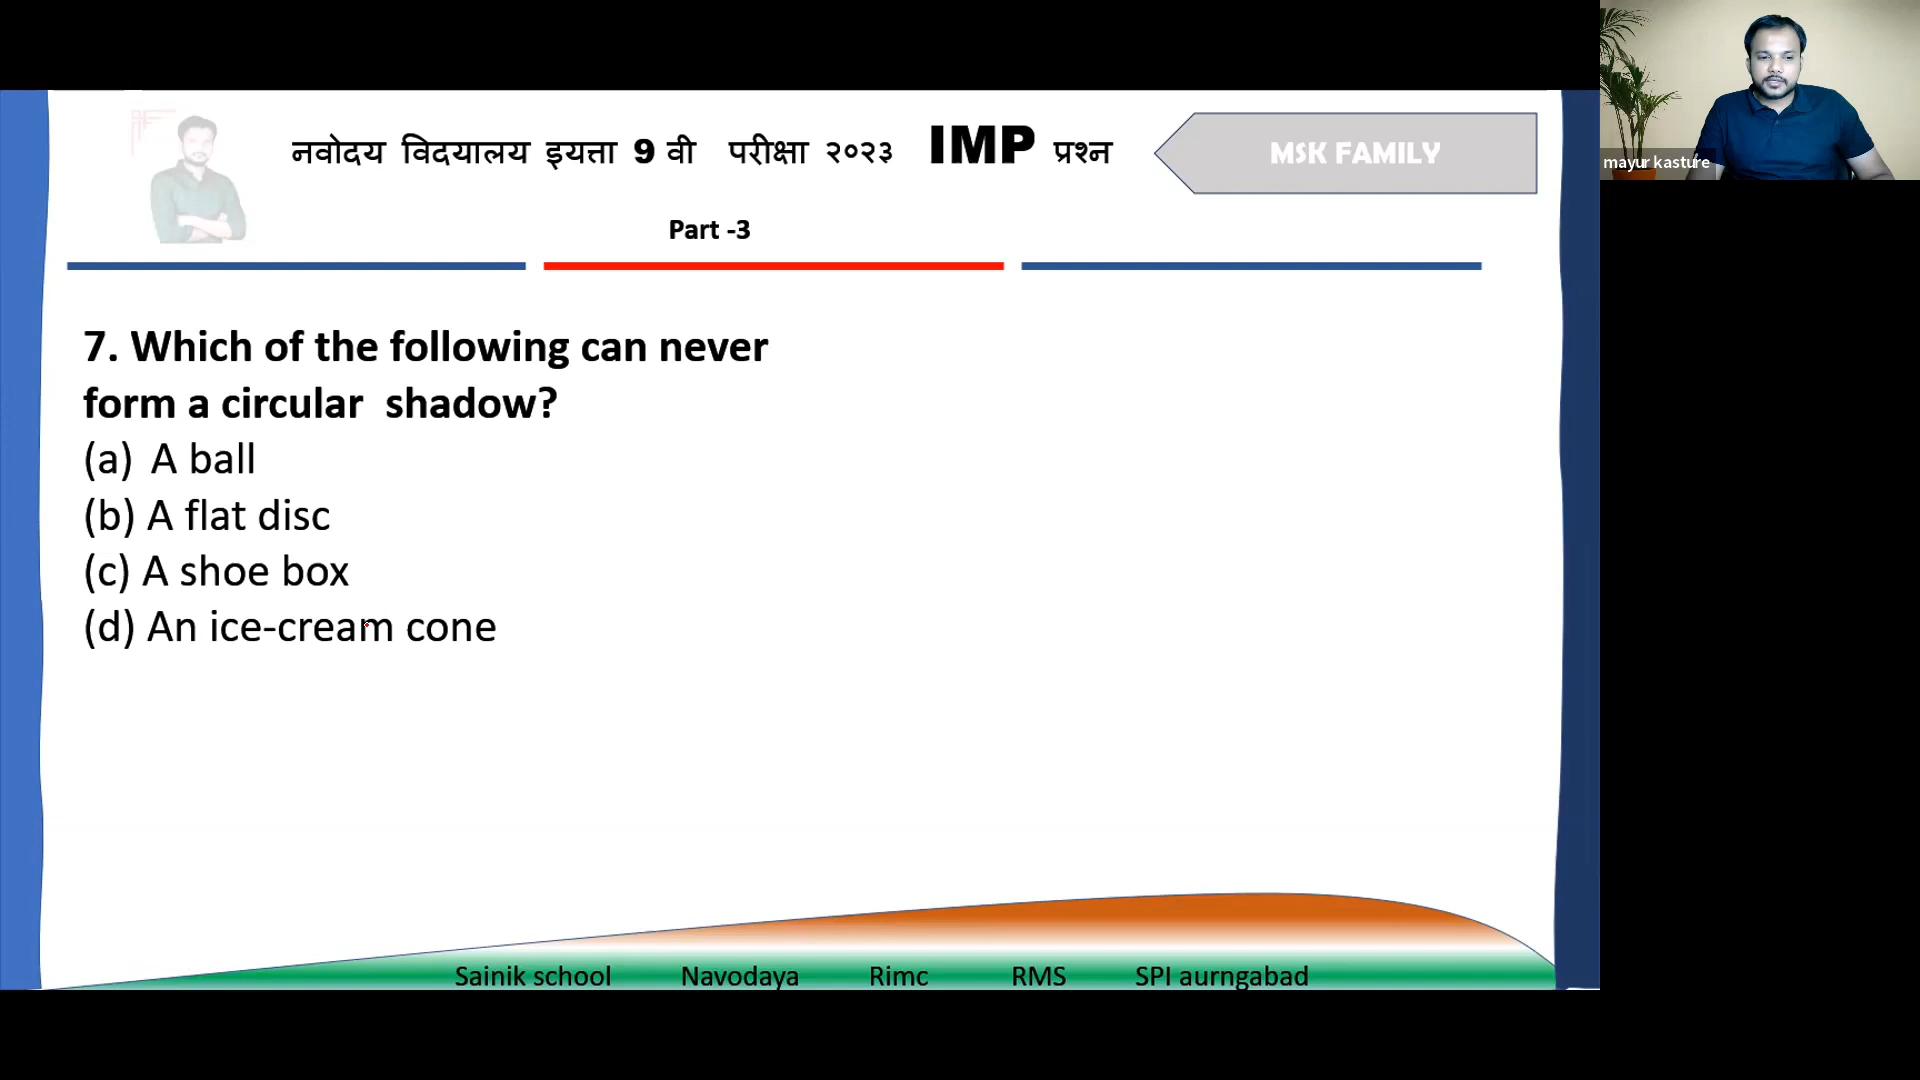 नवोदय विदयालय इयत्ता 9 वी परीक्षा २०२३ IMP प्रश्न
MSK FAMILY
mayur kasture
Part -3
7. Which of the following can never
form a circular shadow?
(a) A ball
(b) A flat disc
(c) A shoe box
(d) An ice-cream cone
Sainik school Navodaya Rimc RMS SPI aurngabad